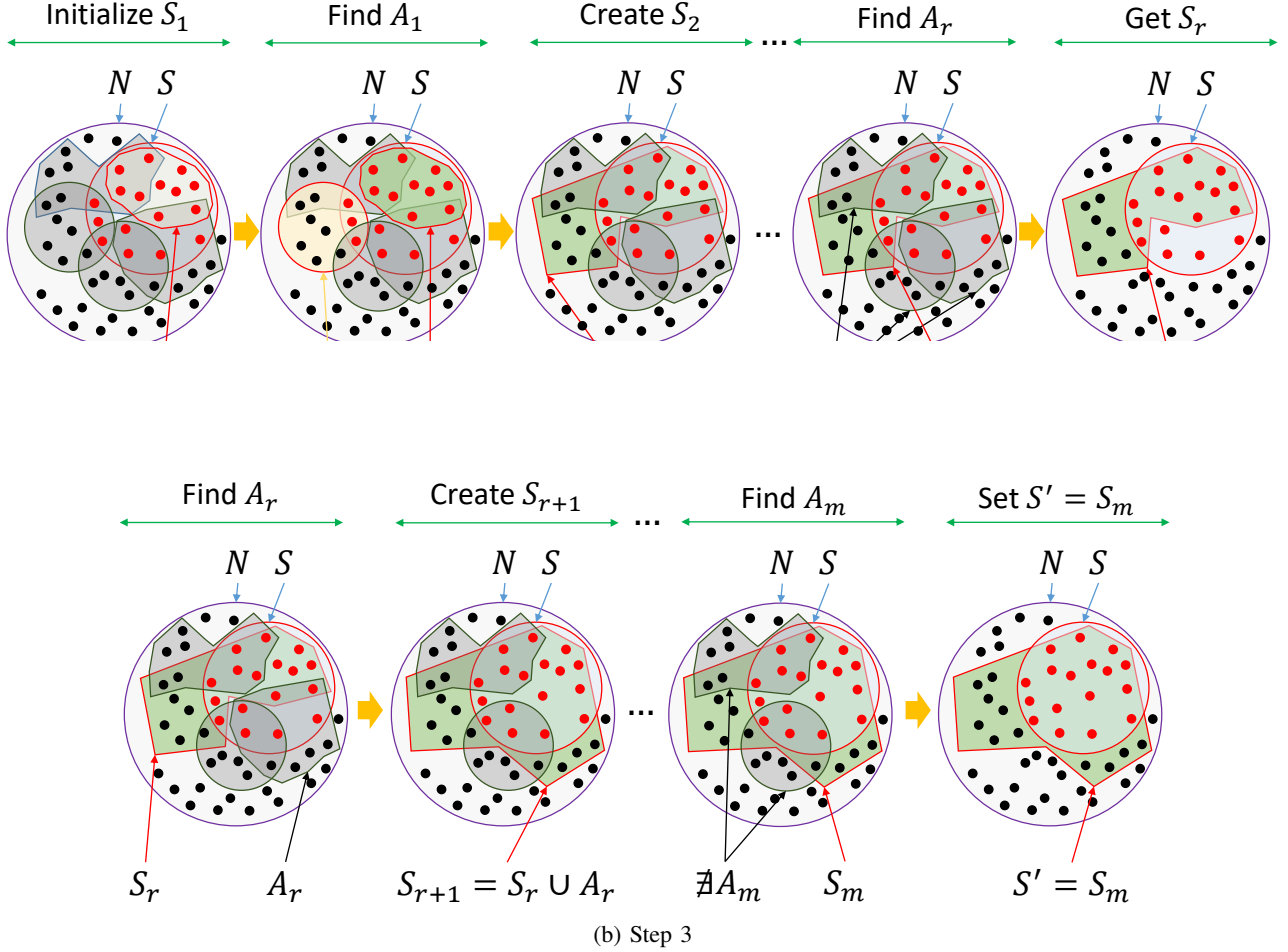 Initialize S₁ Find A₁ Create S₂ ... Find Aᵣ Get Sᵣ
N S N S N S N S N S
...
Find Aᵣ Create Sᵣ₊₁ ... Find Aₘ Set S′ = Sₘ
N S N S N S N S
...
Sᵣ Aᵣ Sᵣ₊₁ = Sᵣ ∪ Aᵣ ∄Aₘ Sₘ S′ = Sₘ
(b) Step 3